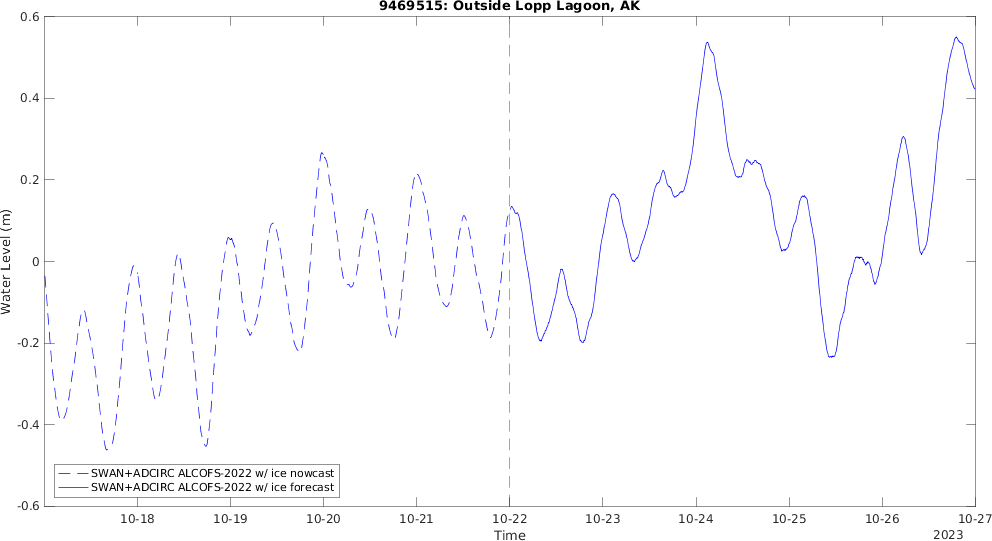 9469515: Outside Lopp Lagoon, AK
0.6
0.4
0.2
0
-0.2
-0.4
-0.6
Water Level (m)
SWAN+ADCIRC ALCOFS-2022 w/ ice nowcast
SWAN+ADCIRC ALCOFS-2022 w/ ice forecast
10-18 10-19 10-20 10-21 10-22 10-23 10-24 10-25 10-26 10-27
Time
2023